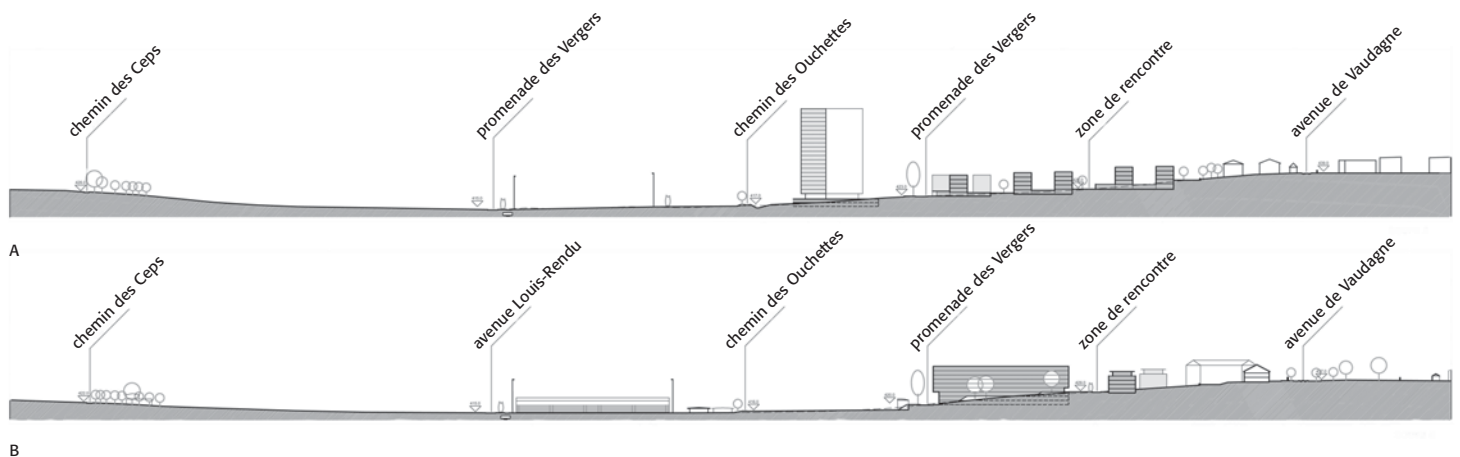 chemin des Ceps
promenade des Vergers
chemin des Ouchettes
promenade des Vergers
zone de rencontre
avenue de Vaudagne
A
chemin des Ceps
avenue Louis-Rendu
chemin des Ouchettes
promenade des Vergers
zone de rencontre
avenue de Vaudagne
B